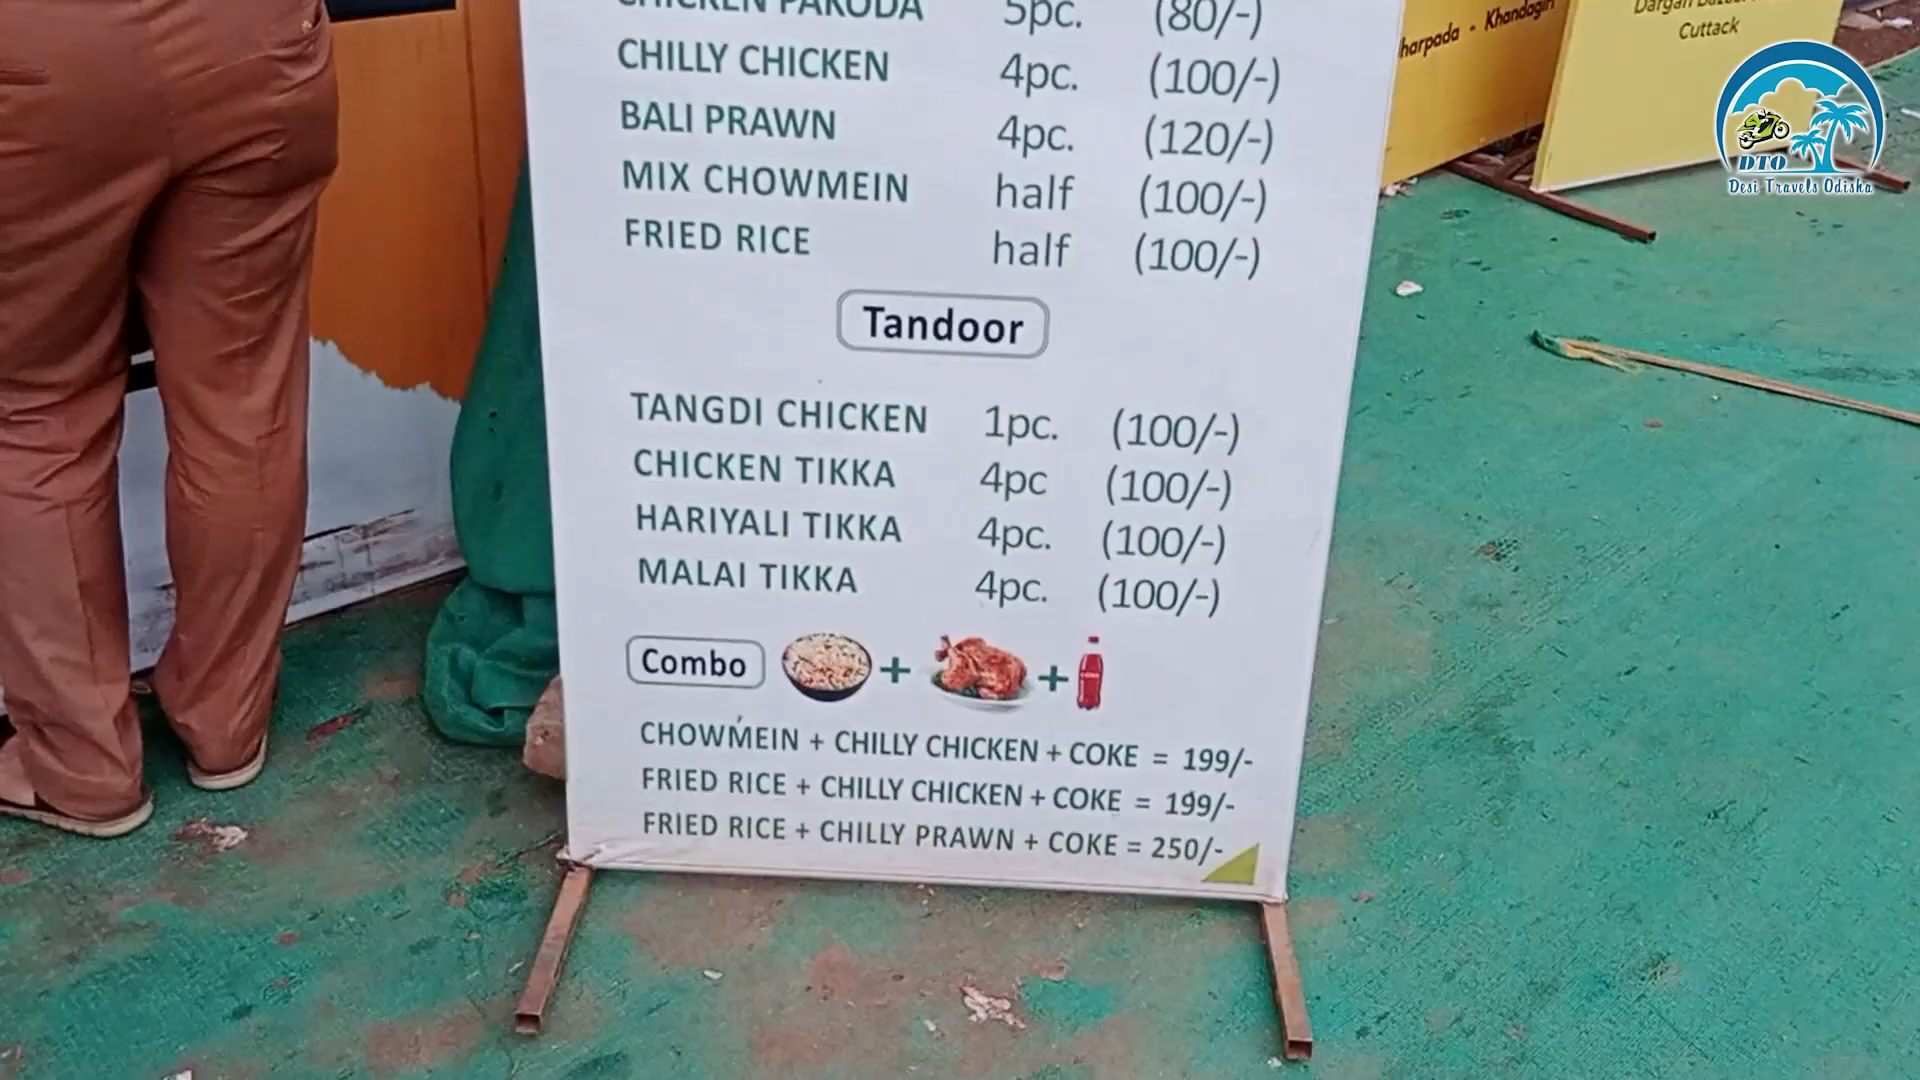 CHICKEN PAKODA 5pc. (80/-)
CHILLY CHICKEN 4pc. (100/-)
BALI PRAWN 4pc. (120/-)
MIX CHOWMEIN half (100/-)
FRIED RICE half (100/-)
Tandoor
TANGDI CHICKEN 1pc. (100/-)
CHICKEN TIKKA 4pc (100/-)
HARIYALI TIKKA 4pc. (100/-)
MALAI TIKKA 4pc. (100/-)
Combo
CHOWMEIN + CHILLY CHICKEN + COKE = 199/-
FRIED RICE + CHILLY CHICKEN + COKE = 199/-
FRIED RICE + CHILLY PRAWN + COKE = 250/-
- Khandagiri
Cuttack
DTO
Desi Travels Odisha